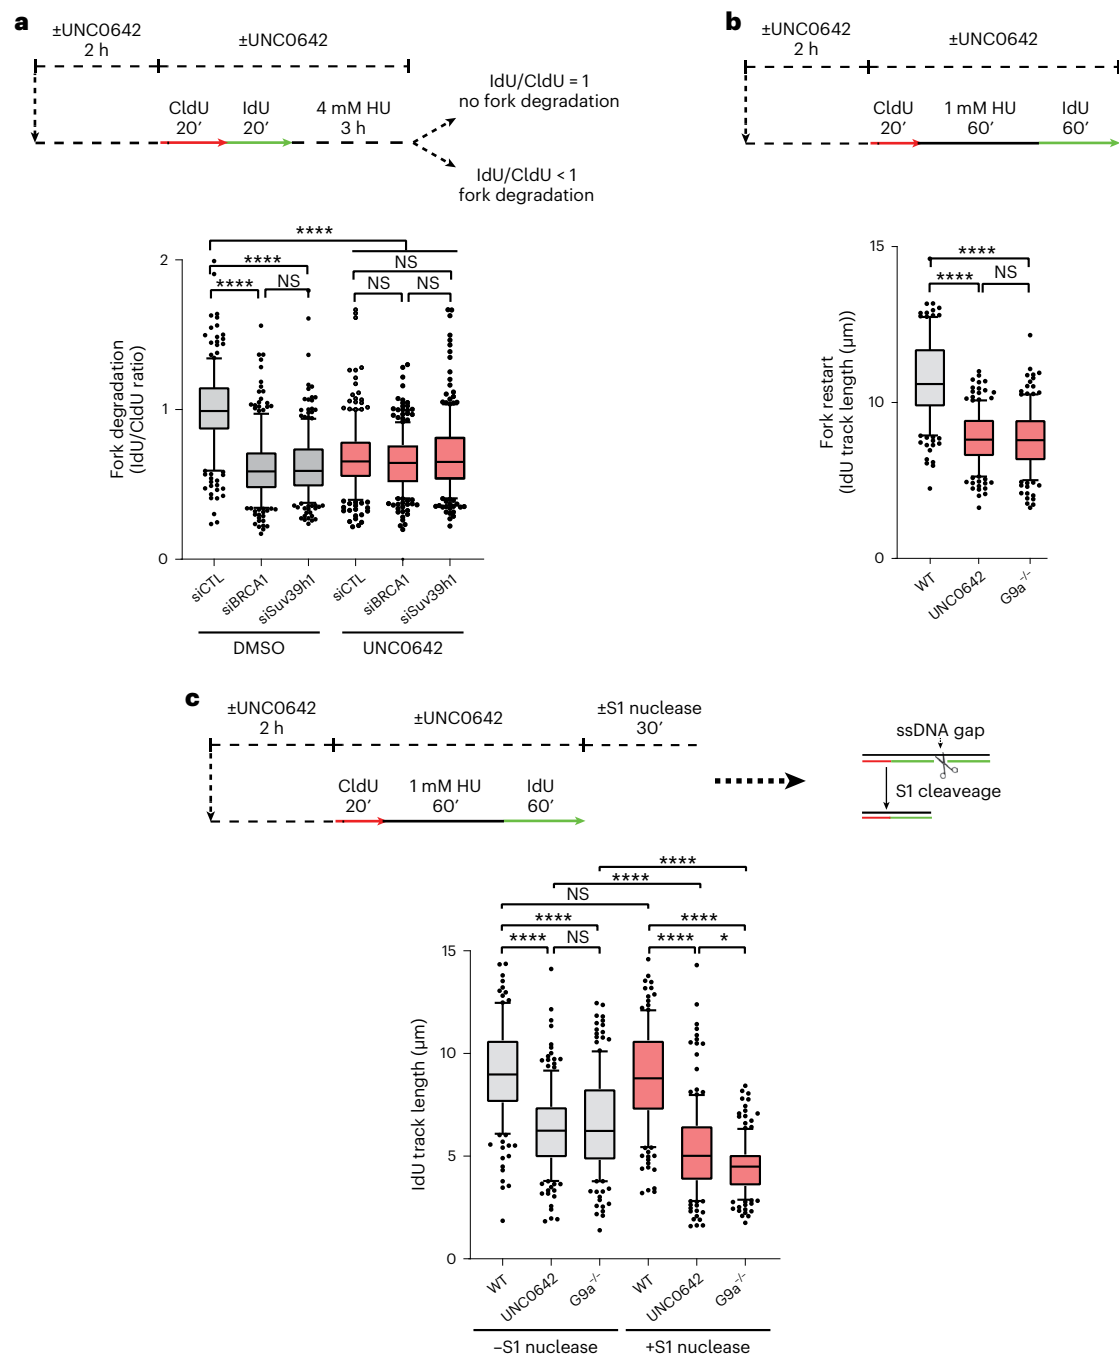 a
±UNC0642
2 h
±UNC0642
CldU
20′
IdU
20′
4 mM HU
3 h
IdU/CldU = 1
no fork degradation
IdU/CldU < 1
fork degradation
Fork degradation
(IdU/CldU ratio)
2
1
0
****
****
NS
****
NS
NS
NS
siCTL
siBRCA1
siSuv39h1
siCTL
siBRCA1
siSuv39h1
DMSO
UNC0642
b
±UNC0642
2 h
±UNC0642
CldU
20′
1 mM HU
60′
IdU
60′
Fork restart
(IdU track length (µm))
15
10
0
****
****
NS
WT
UNC0642
G9a⁻/⁻
c
±UNC0642
2 h
±UNC0642
±S1 nuclease
30′
CldU
20′
1 mM HU
60′
IdU
60′
ssDNA gap
S1 cleaveage
IdU track length (µm)
15
10
5
0
****
****
NS
****
****
****
NS
****
*
WT
UNC0642
G9a⁻/⁻
WT
UNC0642
G9a⁻/⁻
–S1 nuclease
+S1 nuclease